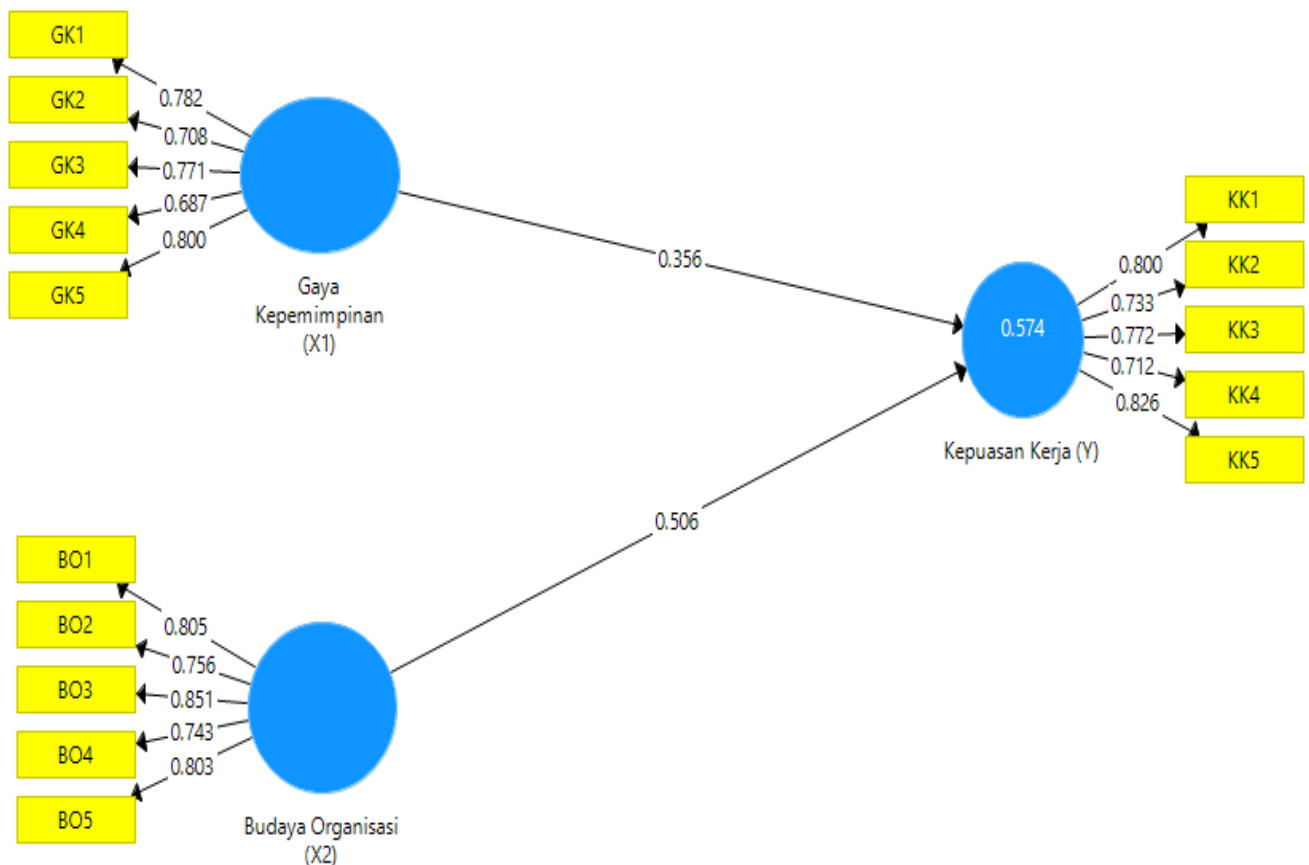 GK1
0.782
GK2
0.708
GK3
0.771
GK4
0.687
GK5
0.800
Gaya
Kepemimpinan
(X1)
0.356
0.574
Kepuasan Kerja (Y)
KK1
0.800
KK2
0.733
KK3
0.772
KK4
0.712
KK5
0.826
0.506
BO1
0.805
BO2
0.756
BO3
0.851
BO4
0.743
BO5
0.803
Budaya Organisasi
(X2)